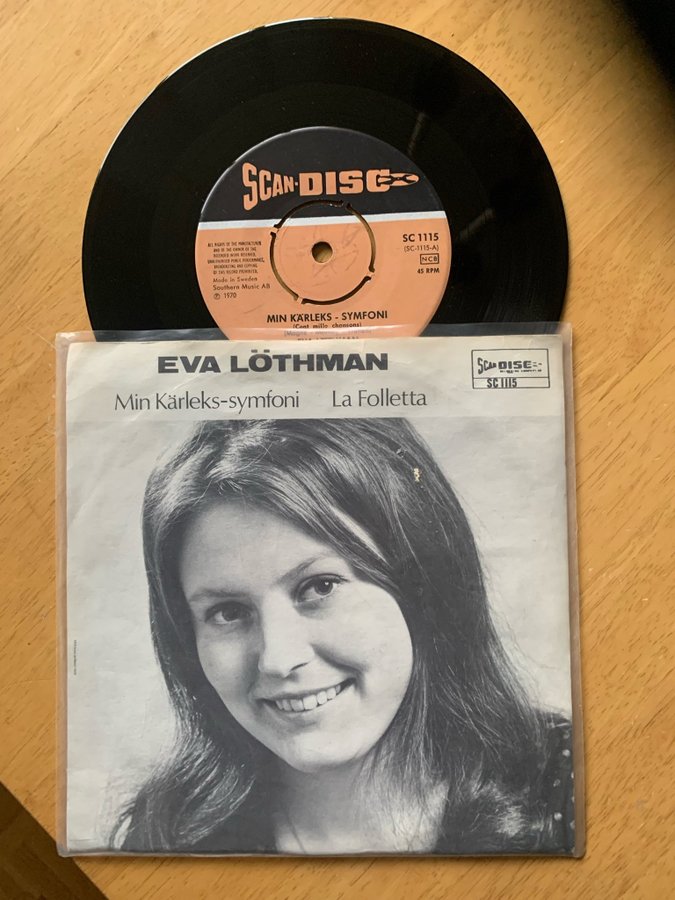 SCAN-DISC
ALL RIGHTS OF THE MANUFACTURER
AND OF THE OWNER OF THE
RECORDED WORK RESERVED.
UNAUTHORISED PUBLIC PERFORMANCE,
BROADCASTING AND COPYING
OF THIS RECORD PROHIBITED.
Made in Sweden
Southern Music AB
℗ 1970
SC 1115
(SC-1115-A)
NCB
45 RPM
MIN KÄRLEKS - SYMFONI
(Cent mille chansons)
EVA LÖTHMAN
Min Kärleks-symfoni La Folletta
SCAN DISC
SC 1115